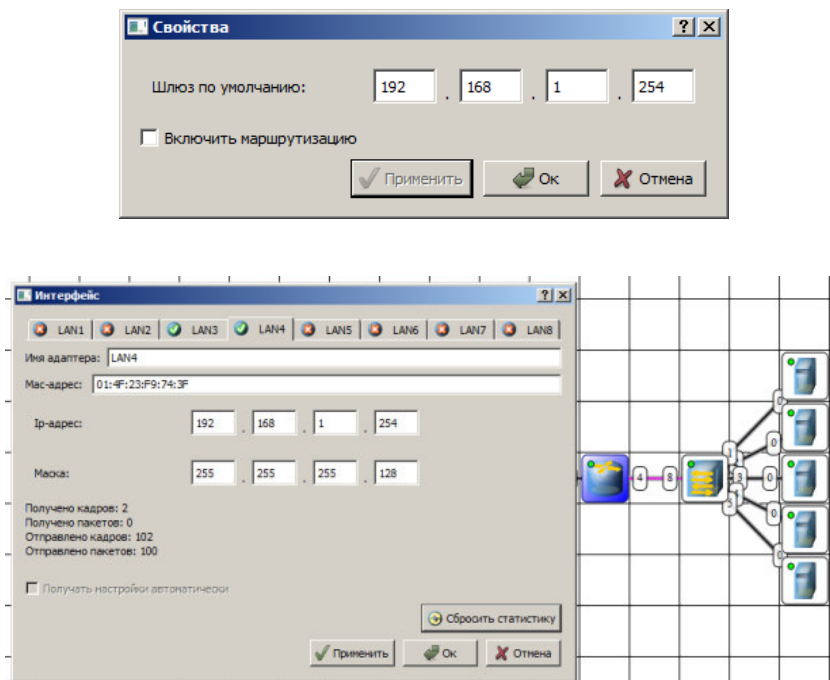 Свойства
Шлюз по умолчанию: 192 . 168 . 1 . 254
Включить маршрутизацию
Применить Ок Отмена
Интерфейс
LAN1 LAN2 LAN3 LAN4 LAN5 LAN6 LAN7 LAN8
Имя адаптера: LAN4
Mac-адрес: 01:4F:23:F9:74:3F
Ip-адрес: 192 . 168 . 1 . 254
Маска: 255 . 255 . 255 . 128
Получено кадров: 2
Получено пакетов: 0
Отправлено кадров: 102
Отправлено пакетов: 100
Получать настройки автоматически
Сбросить статистику
Применить Ок Отмена
0
0
1
4 8 3 0
5 0
0